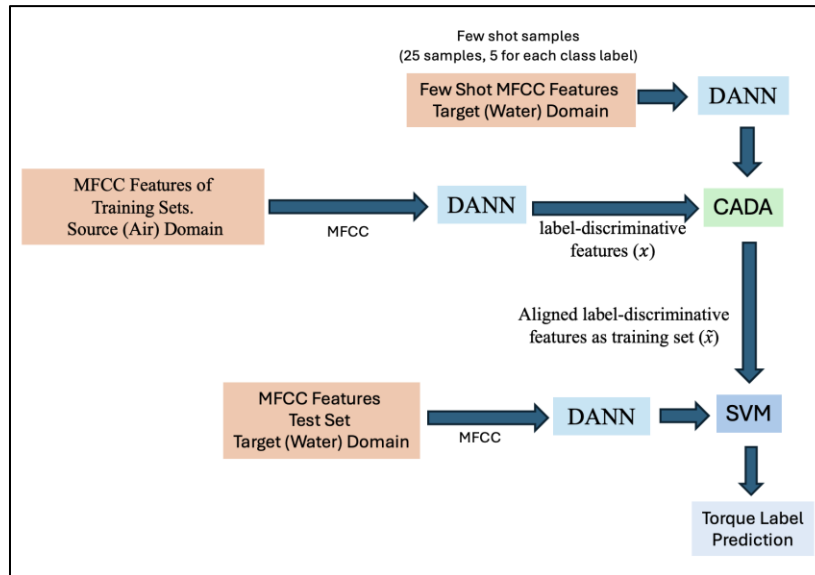 Few shot samples
(25 samples, 5 for each class label)
Few Shot MFCC Features
Target (Water) Domain
DANN
MFCC Features of
Training Sets.
Source (Air) Domain
MFCC
DANN
label-discriminative
features (x)
CADA
Aligned label-discriminative
features as training set (x̃)
MFCC Features
Test Set
Target (Water) Domain
MFCC
DANN
SVM
Torque Label
Prediction